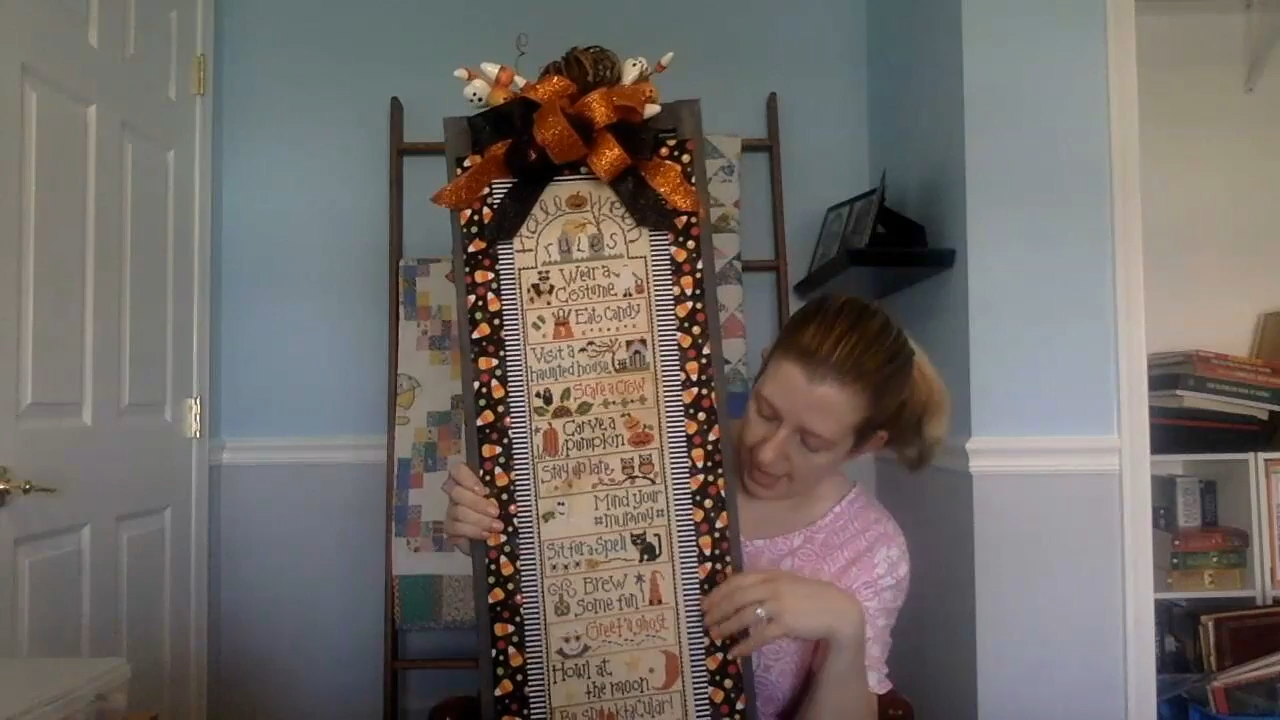 Halloween
rules
Wear a
Costume
Eat Candy
Visit a
haunted house
Scare a Crow
Carve a
pumpkin
Stay up late
Mind your
mummy
Sit for a Spell
Brew
some fun
Greet a ghost
Howl at
the moon
Be spooktacular!